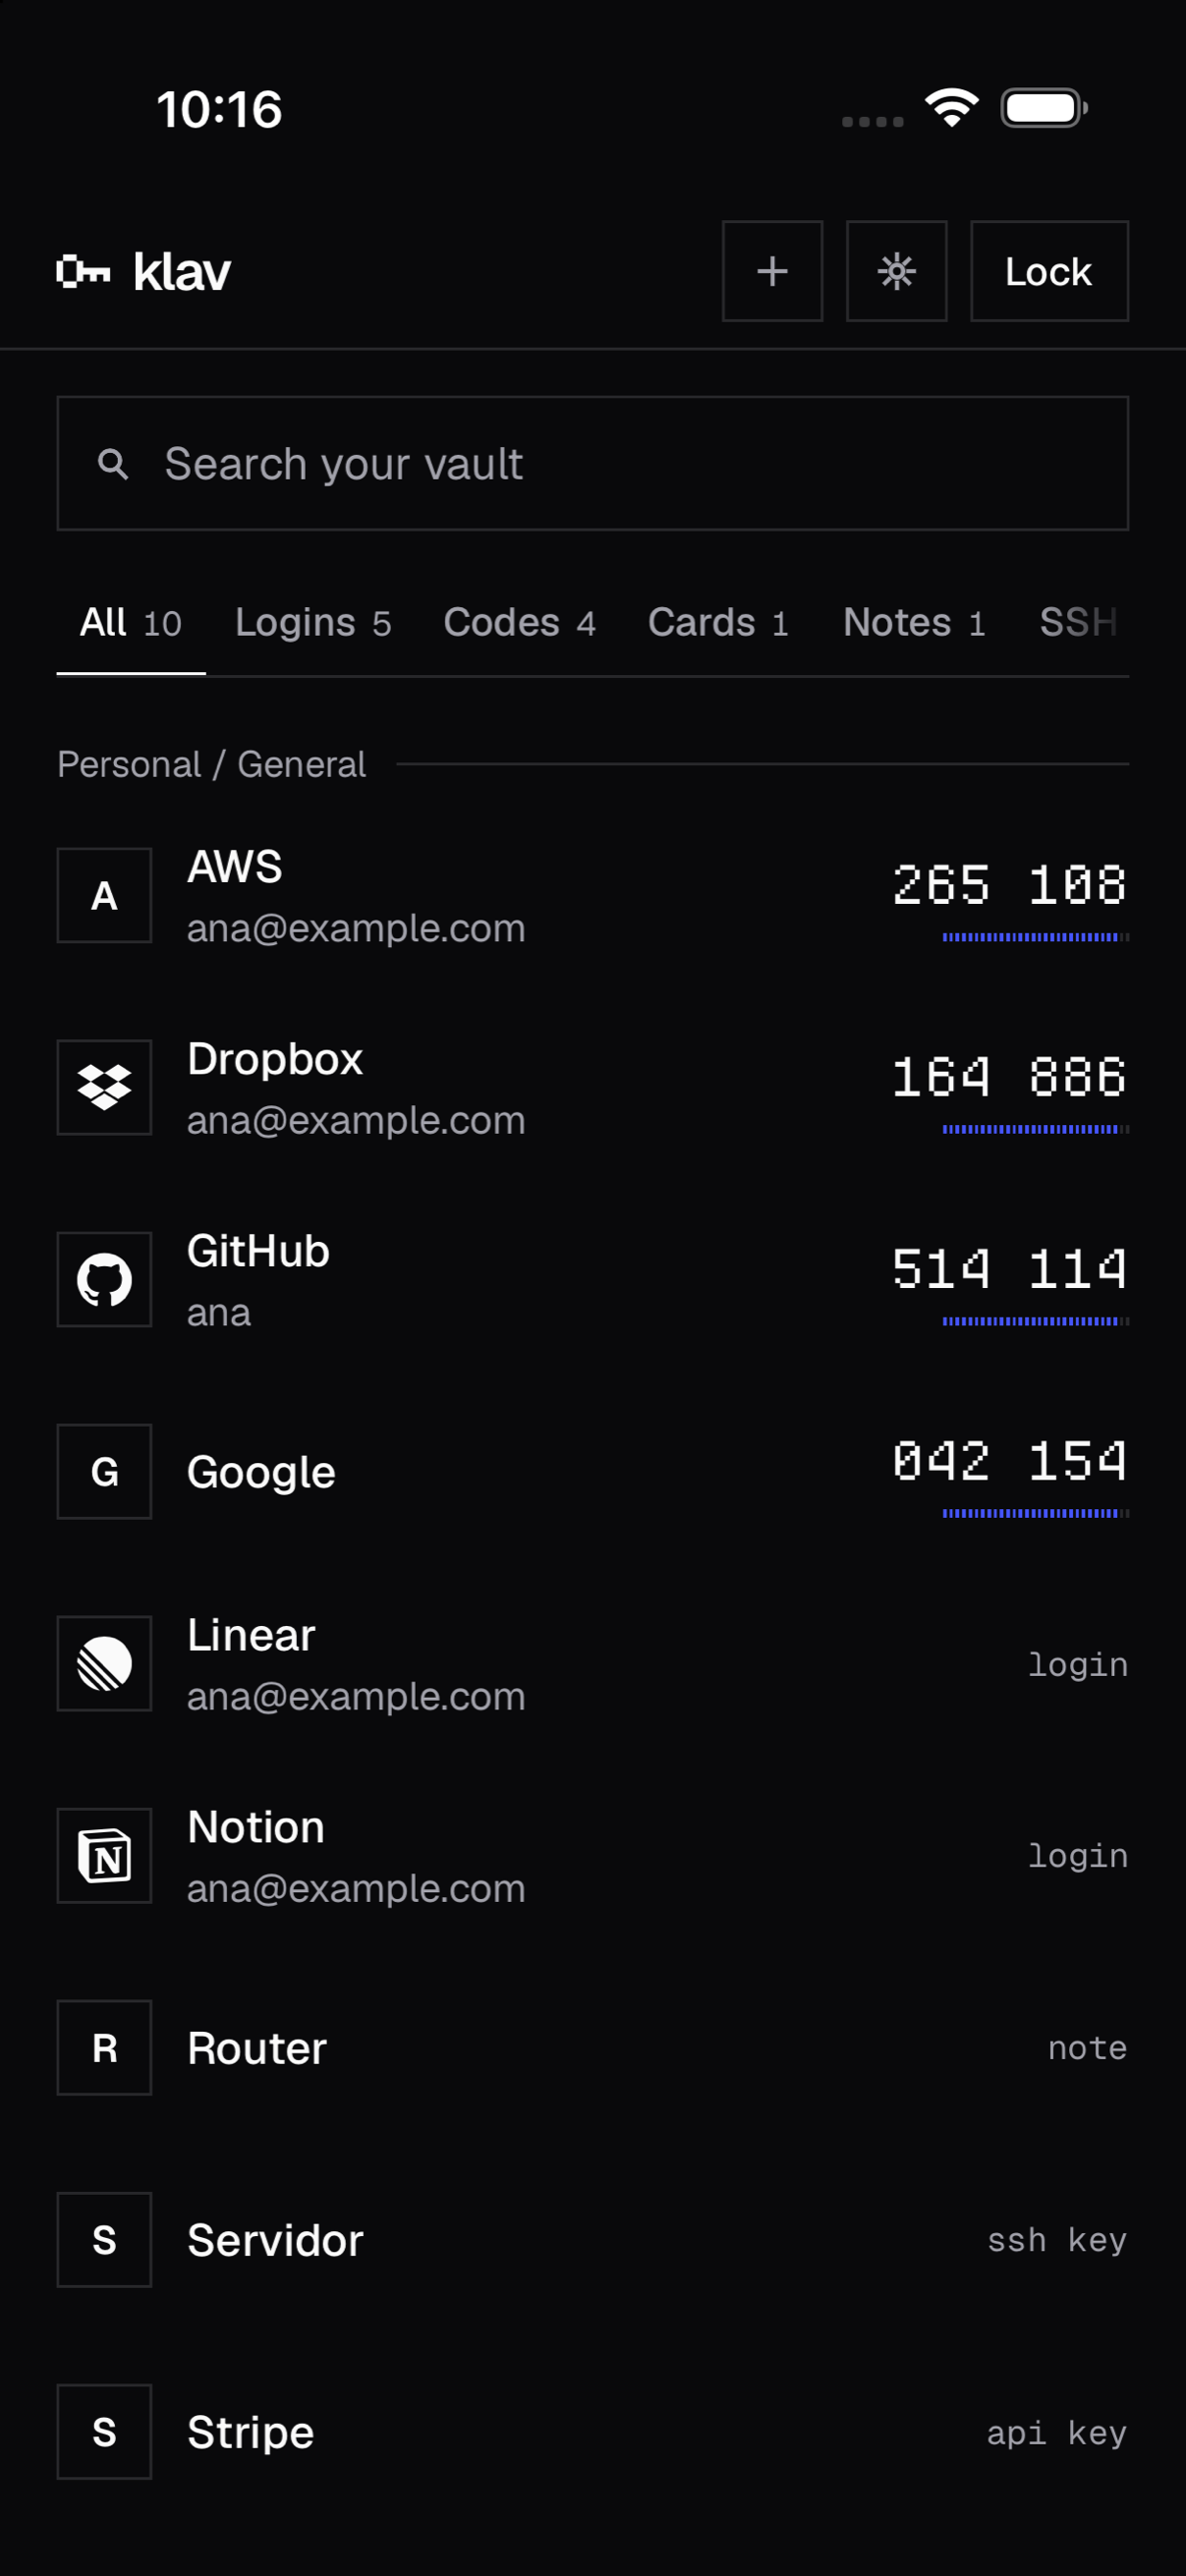 10:16
klav
Lock
Search your vault
All 10 Logins 5 Codes 4 Cards 1 Notes 1 SSH
Personal / General
A AWS 265 108
ana@example.com
Dropbox 164 886
ana@example.com
GitHub 514 114
ana
G Google 042 154
Linear login
ana@example.com
Notion login
ana@example.com
R Router note
S Servidor ssh key
S Stripe api key